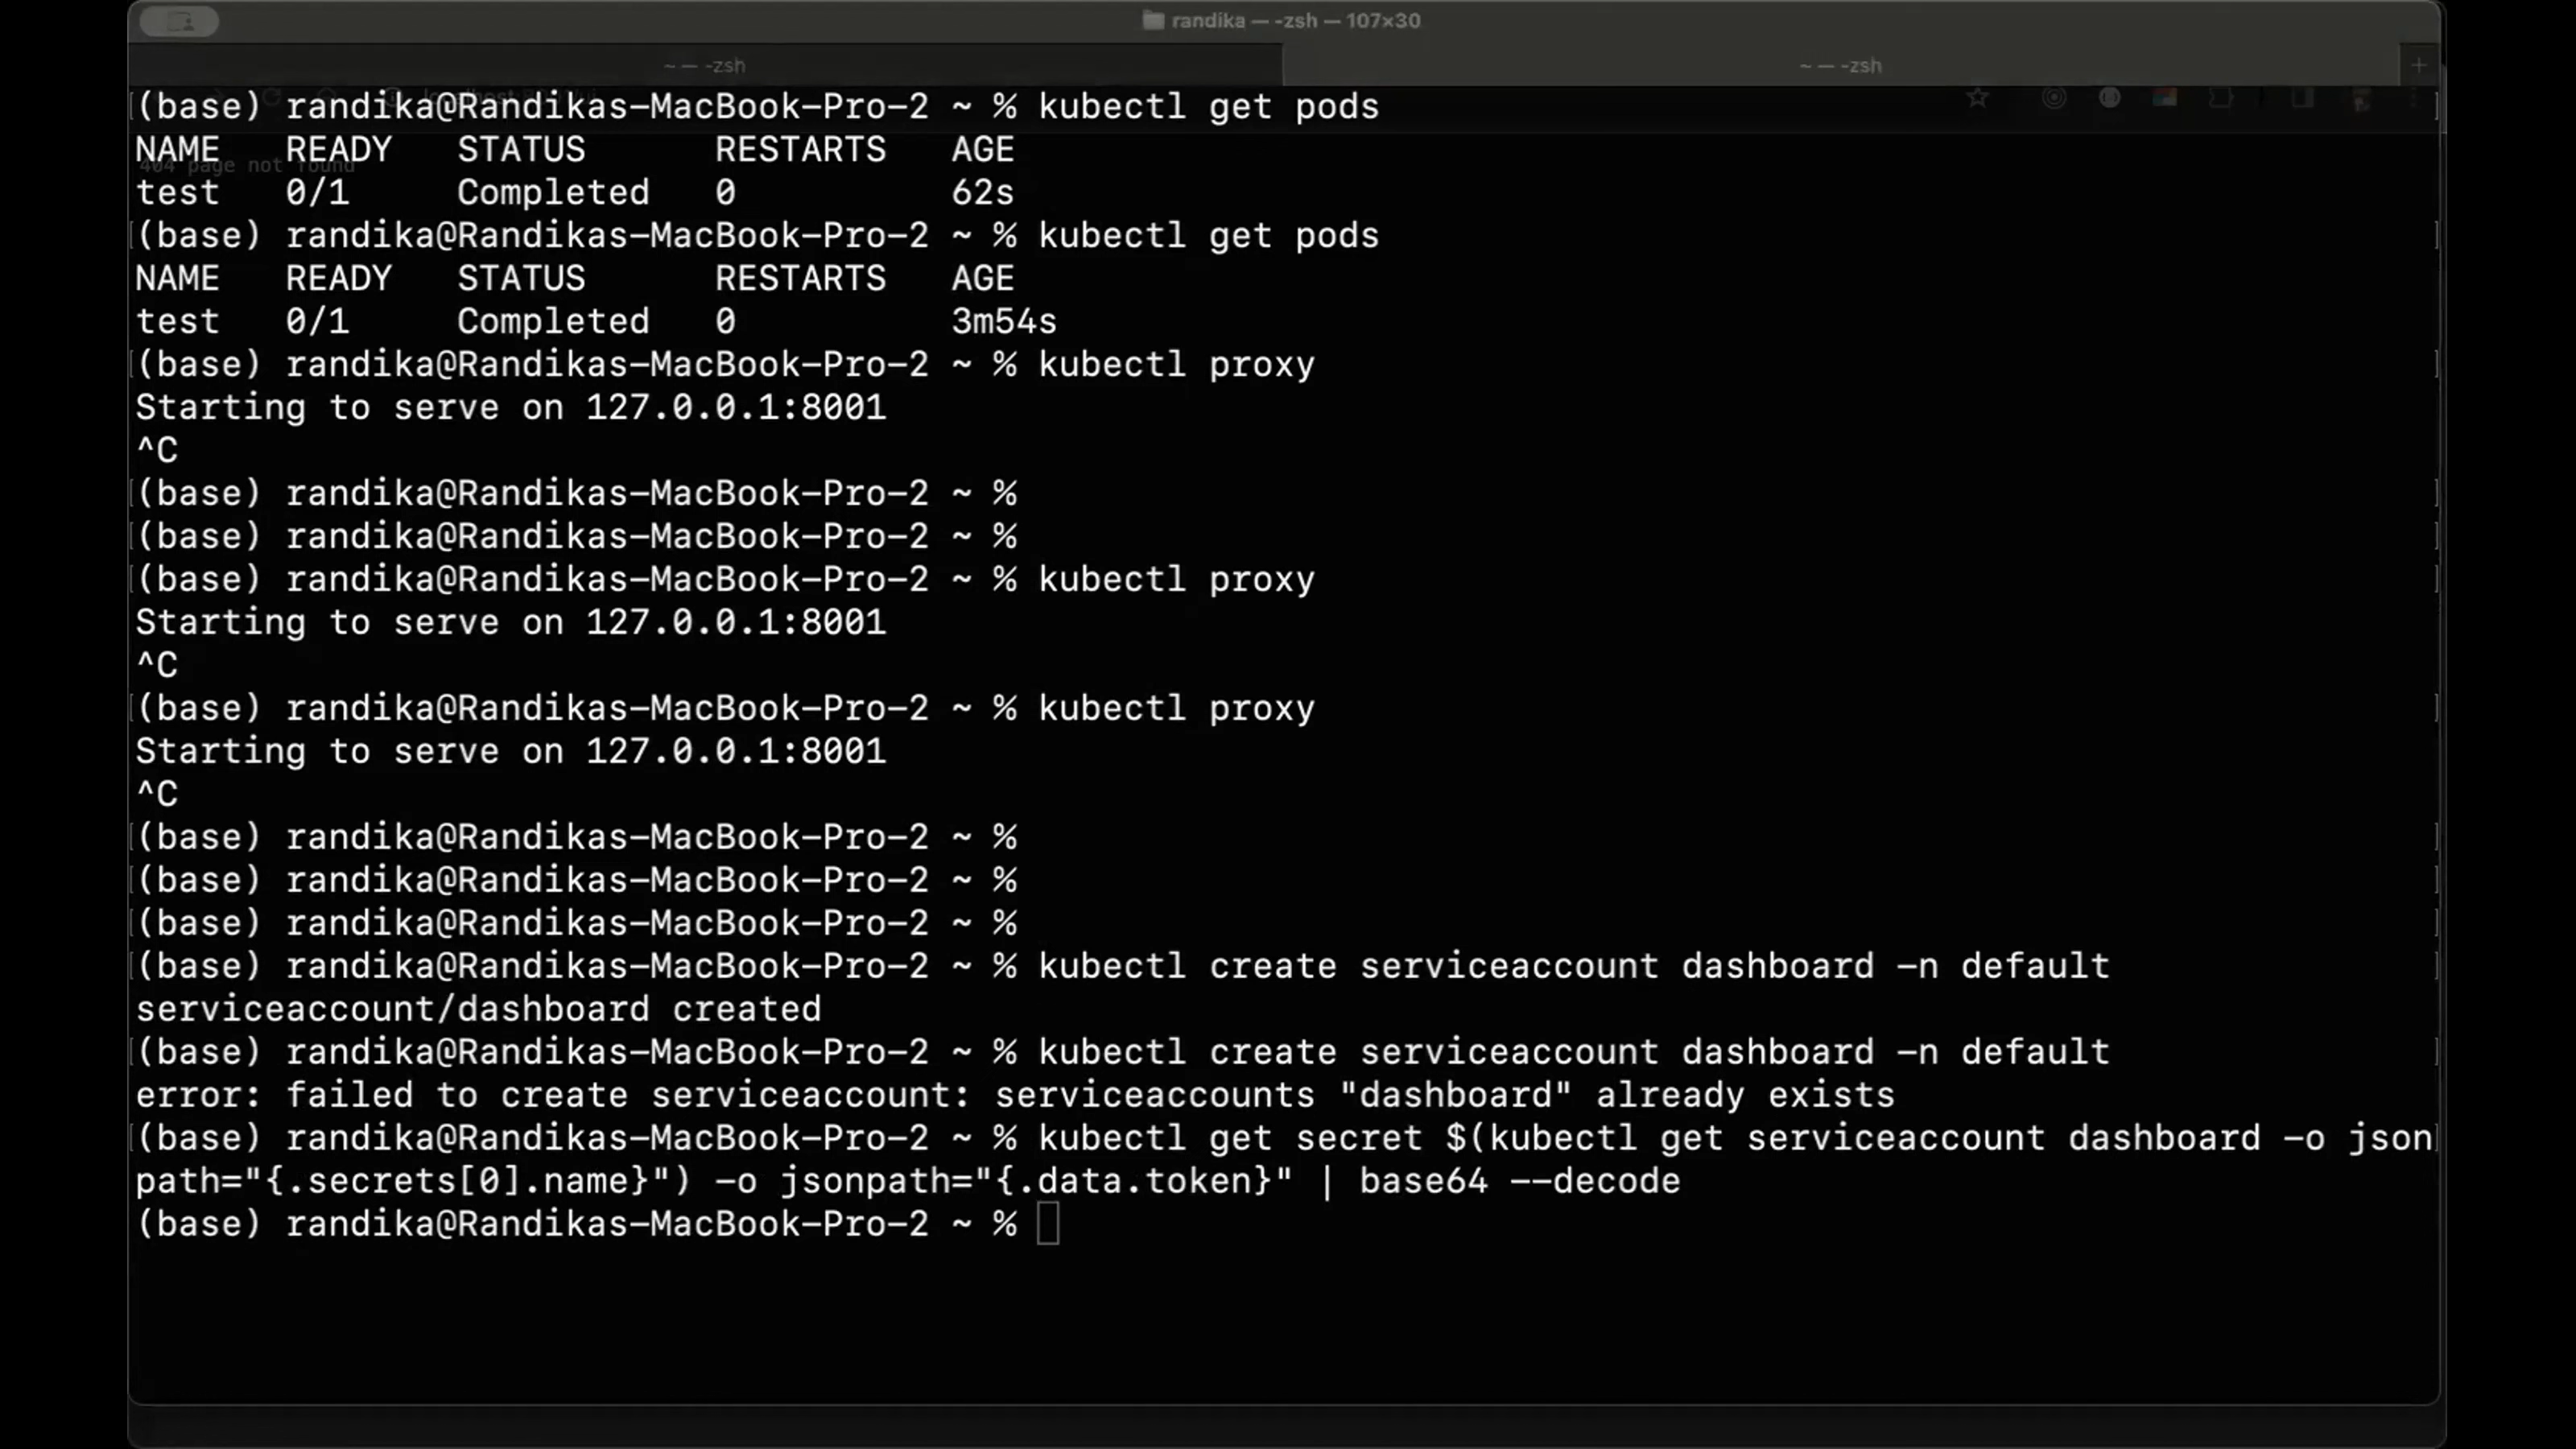 randika — -zsh — 107×30
~ — -zsh
~ — -zsh
(base) randika@Randikas-MacBook-Pro-2 ~ % kubectl get pods
NAME READY STATUS RESTARTS AGE
404 page not found
test 0/1 Completed 0 62s
(base) randika@Randikas-MacBook-Pro-2 ~ % kubectl get pods
NAME READY STATUS RESTARTS AGE
test 0/1 Completed 0 3m54s
(base) randika@Randikas-MacBook-Pro-2 ~ % kubectl proxy
Starting to serve on 127.0.0.1:8001
^C
(base) randika@Randikas-MacBook-Pro-2 ~ %
(base) randika@Randikas-MacBook-Pro-2 ~ %
(base) randika@Randikas-MacBook-Pro-2 ~ % kubectl proxy
Starting to serve on 127.0.0.1:8001
^C
(base) randika@Randikas-MacBook-Pro-2 ~ % kubectl proxy
Starting to serve on 127.0.0.1:8001
^C
(base) randika@Randikas-MacBook-Pro-2 ~ %
(base) randika@Randikas-MacBook-Pro-2 ~ %
(base) randika@Randikas-MacBook-Pro-2 ~ %
(base) randika@Randikas-MacBook-Pro-2 ~ % kubectl create serviceaccount dashboard -n default
serviceaccount/dashboard created
(base) randika@Randikas-MacBook-Pro-2 ~ % kubectl create serviceaccount dashboard -n default
error: failed to create serviceaccount: serviceaccounts "dashboard" already exists
(base) randika@Randikas-MacBook-Pro-2 ~ % kubectl get secret $(kubectl get serviceaccount dashboard -o json
path="{.secrets[0].name}") -o jsonpath="{.data.token}" | base64 --decode
(base) randika@Randikas-MacBook-Pro-2 ~ %